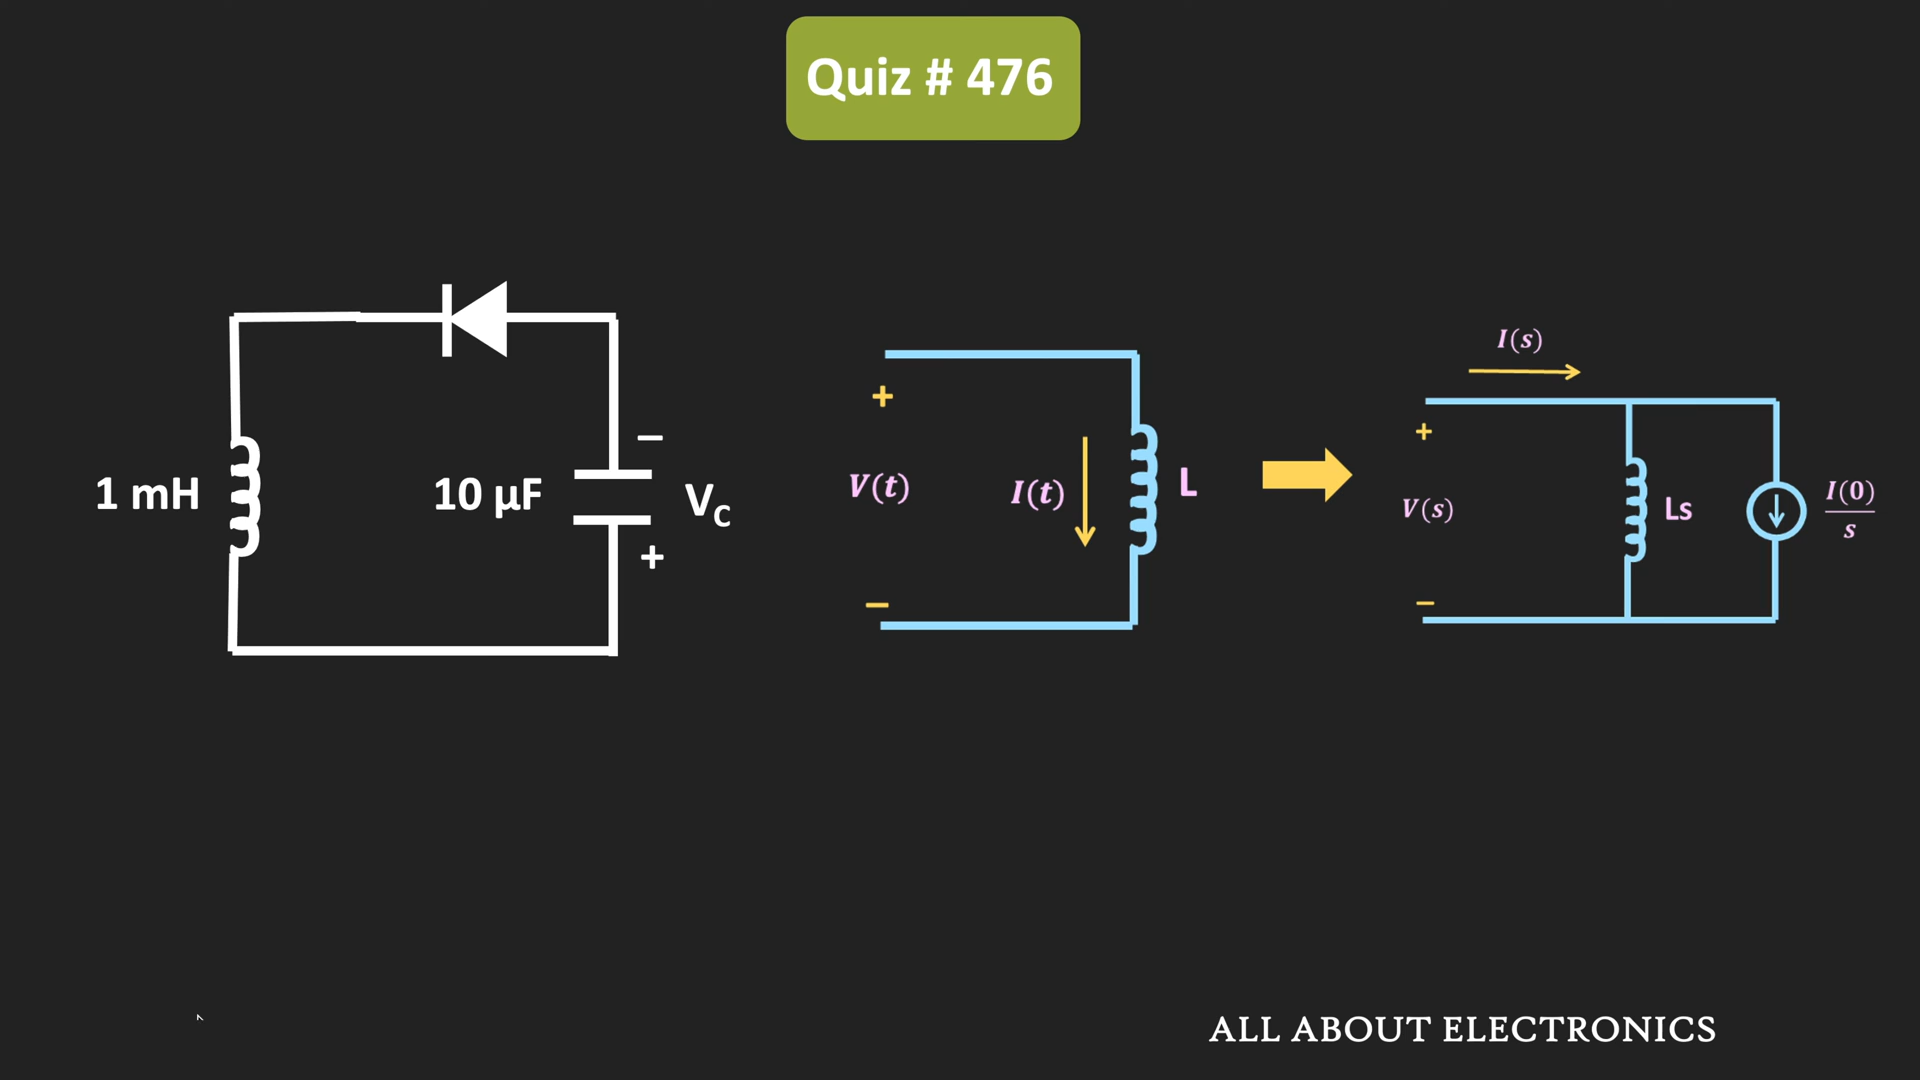 Quiz # 476
1 mH
10 µF
−
V_C
+
+
V(t)
−
I(t)
L
I(s)
+
V(s)
−
Ls
I(0)
s
ALL ABOUT ELECTRONICS